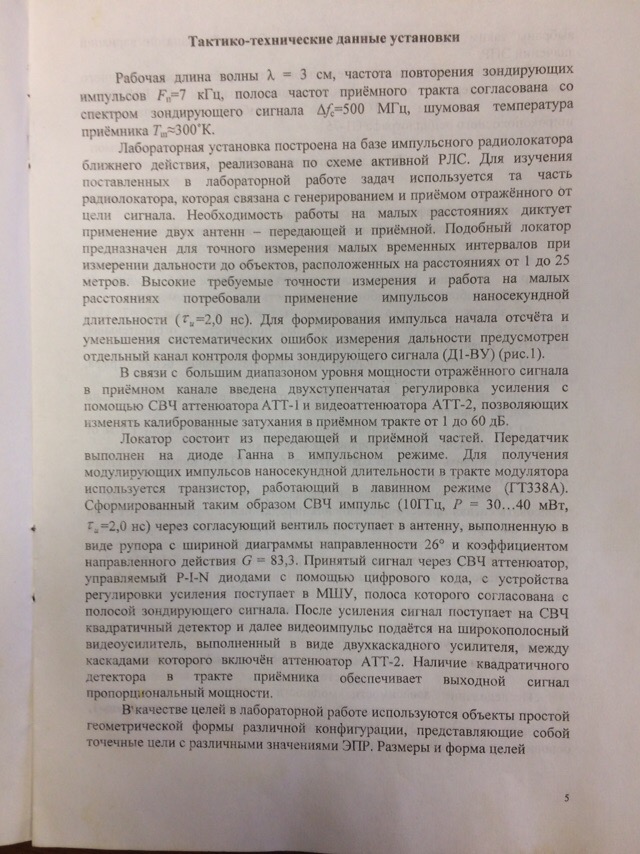 Тактико-технические данные установки
Рабочая длина волны λ = 3 см, частота повторения зондирующих
импульсов Fп=7 кГц, полоса частот приёмного тракта согласована со
спектром зондирующего сигнала Δfс=500 МГц, шумовая температура
приёмника Tш≈300˚К.
Лабораторная установка построена на базе импульсного радиолокатора
ближнего действия, реализована по схеме активной РЛС. Для изучения
поставленных в лабораторной работе задач используется та часть
радиолокатора, которая связана с генерированием и приёмом отражённого от
цели сигнала. Необходимость работы на малых расстояниях диктует
применение двух антенн – передающей и приёмной. Подобный локатор
предназначен для точного измерения малых временных интервалов при
измерении дальности до объектов, расположенных на расстояниях от 1 до 25
метров. Высокие требуемые точности измерения и работа на малых
расстояниях потребовали применение импульсов наносекундной
длительности (τи=2,0 нс). Для формирования импульса начала отсчёта и
уменьшения систематических ошибок измерения дальности предусмотрен
отдельный канал контроля формы зондирующего сигнала (Д1-ВУ) (рис.1).
В связи с большим диапазоном уровня мощности отражённого сигнала
в приёмном канале введена двухступенчатая регулировка усиления с
помощью СВЧ аттенюатора АТТ-1 и видеоаттенюатора АТТ-2, позволяющих
изменять калиброванные затухания в приёмном тракте от 1 до 60 дБ.
Локатор состоит из передающей и приёмной частей. Передатчик
выполнен на диоде Ганна в импульсном режиме. Для получения
модулирующих импульсов наносекундной длительности в тракте модулятора
используется транзистор, работающий в лавинном режиме (ГТ338А).
Сформированный таким образом СВЧ импульс (10ГГц, P = 30…40 мВт,
τи=2,0 нс) через согласующий вентиль поступает в антенну, выполненную в
виде рупора с шириной диаграммы направленности 26° и коэффициентом
направленного действия G = 83,3. Принятый сигнал через СВЧ аттенюатор,
управляемый P-I-N диодами с помощью цифрового кода, с устройства
регулировки усиления поступает в МШУ, полоса которого согласована с
полосой зондирующего сигнала. После усиления сигнал поступает на СВЧ
квадратичный детектор и далее видеоимпульс подаётся на широкополосный
видеоусилитель, выполненный в виде двухкаскадного усилителя, между
каскадами которого включён аттенюатор АТТ-2. Наличие квадратичного
детектора в тракте приёмника обеспечивает выходной сигнал
пропорциональный мощности.
В качестве целей в лабораторной работе используются объекты простой
геометрической формы различной конфигурации, представляющие собой
точечные цели с различными значениями ЭПР. Размеры и форма целей
5